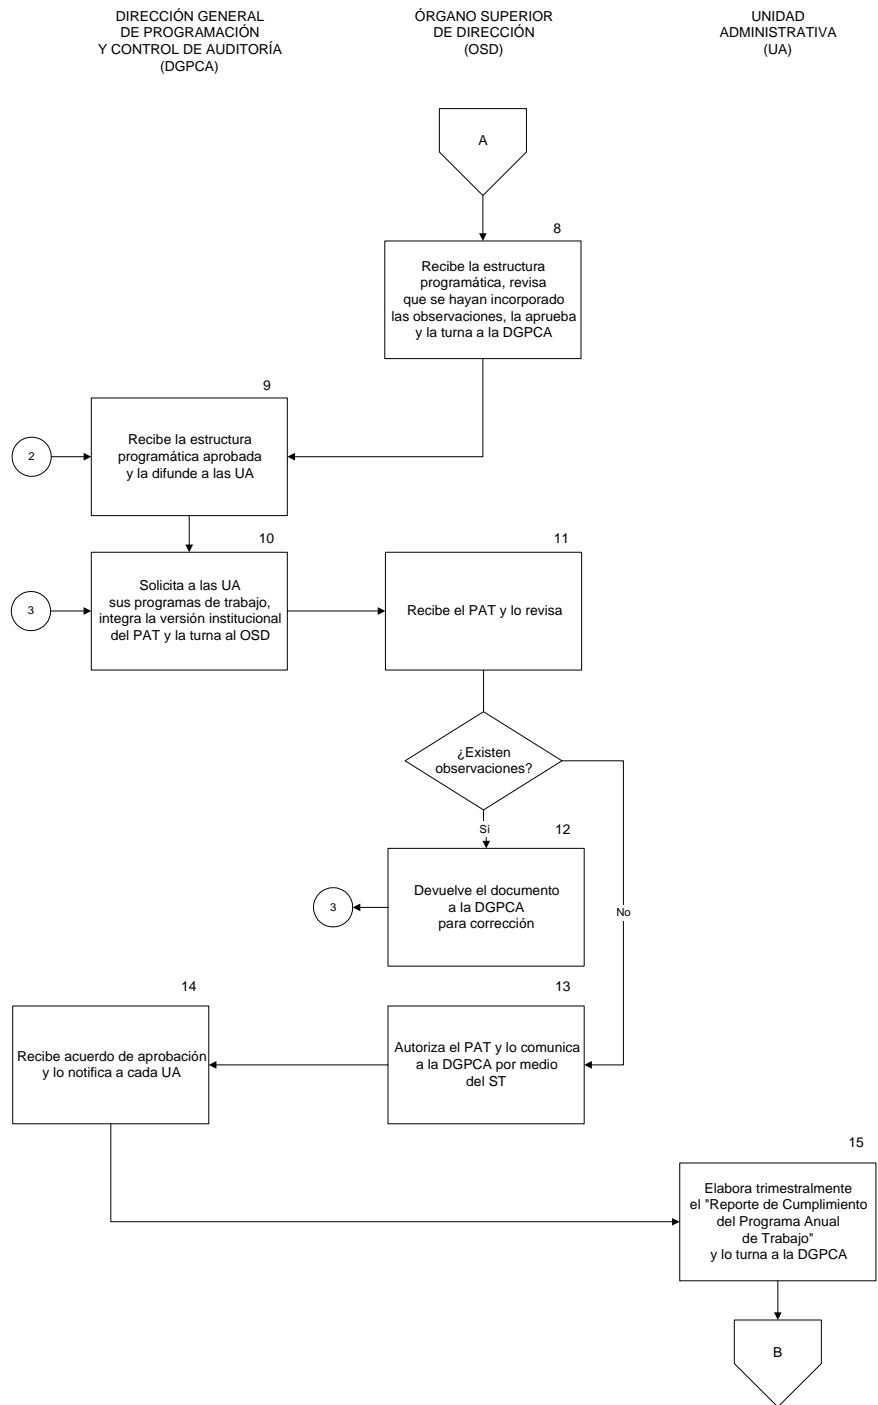 DIRECCIÓN GENERAL
DE PROGRAMACIÓN
Y CONTROL DE AUDITORÍA
(DGPCA)
ÓRGANO SUPERIOR
DE DIRECCIÓN
(OSD)
UNIDAD
ADMINISTRATIVA
(UA)
A
8
Recibe la estructura
programática, revisa
que se hayan incorporado
las observaciones, la aprueba
y la turna a la DGPCA
9
2
Recibe la estructura
programática aprobada
y la difunde a las UA
10
3
Solicita a las UA
sus programas de trabajo,
integra la versión institucional
del PAT y la turna al OSD
11
Recibe el PAT y lo revisa
¿Existen
observaciones?
Sí
No
12
Devuelve el documento
a la DGPCA
para corrección
3
13
Autoriza el PAT y lo comunica
a la DGPCA por medio
del ST
14
Recibe acuerdo de aprobación
y lo notifica a cada UA
15
Elabora trimestralmente
el "Reporte de Cumplimiento
del Programa Anual
de Trabajo"
y lo turna a la DGPCA
B